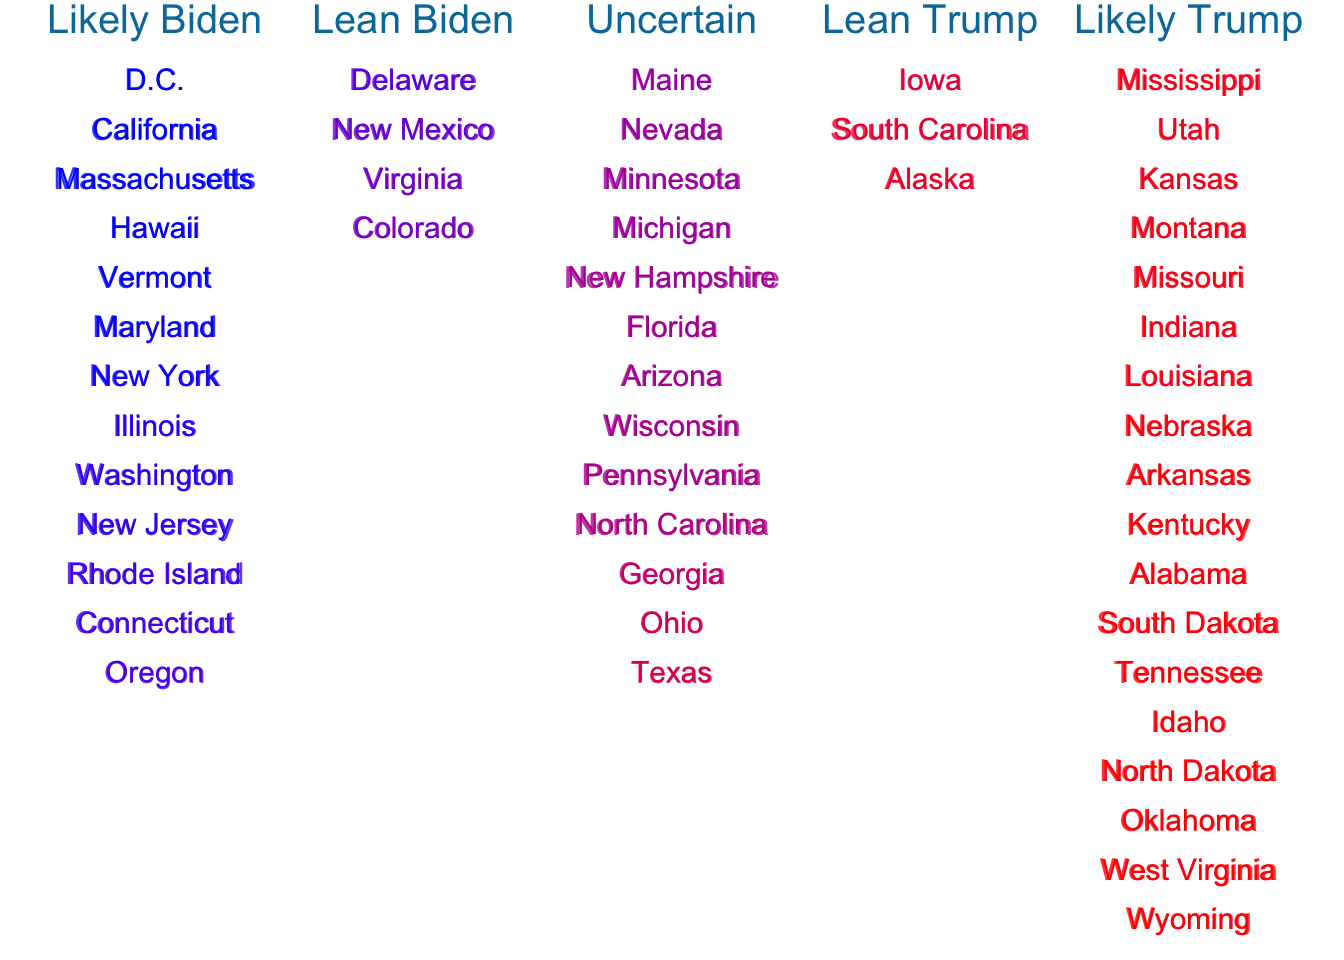 Likely Biden Lean Biden Uncertain Lean Trump Likely Trump
D.C. Delaware Maine Iowa Mississippi
California New Mexico Nevada South Carolina Utah
Massachusetts Virginia Minnesota Alaska Kansas
Hawaii Colorado Michigan Montana
Vermont New Hampshire Missouri
Maryland Florida Indiana
New York Arizona Louisiana
Illinois Wisconsin Nebraska
Washington Pennsylvania Arkansas
New Jersey North Carolina Kentucky
Rhode Island Georgia Alabama
Connecticut Ohio South Dakota
Oregon Texas Tennessee
Idaho
North Dakota
Oklahoma
West Virginia
Wyoming